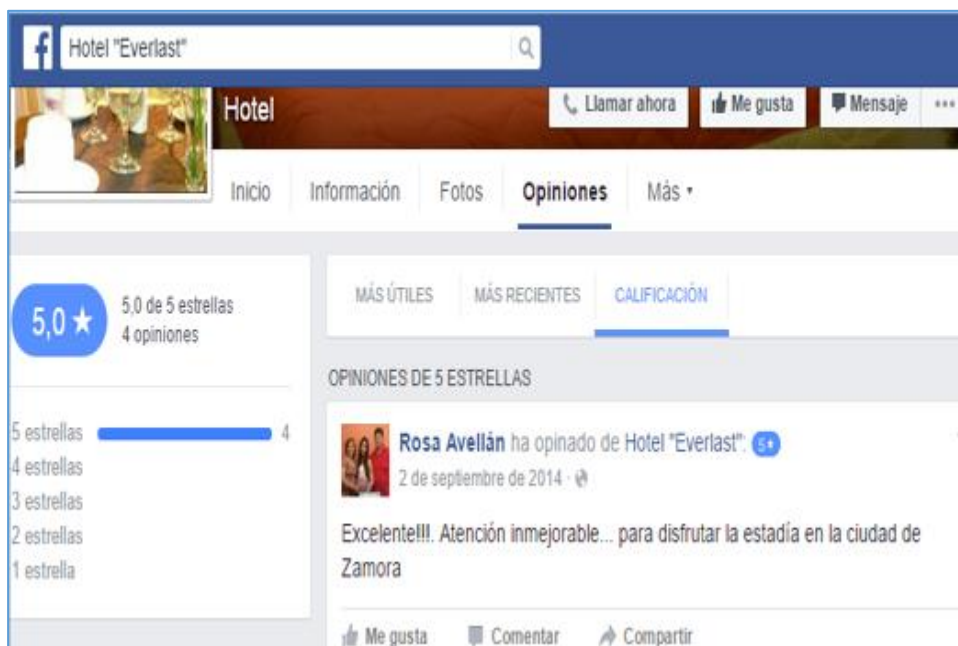 f Hotel "Everlast"
Hotel
Llamar ahora Me gusta Mensaje ...
Inicio Información Fotos Opiniones Más
5,0 ★ 5,0 de 5 estrellas
4 opiniones
MÁS ÚTILES MÁS RECIENTES CALIFICACIÓN
5 estrellas 4
4 estrellas
3 estrellas
2 estrellas
1 estrella
OPINIONES DE 5 ESTRELLAS
Rosa Avellán ha opinado de Hotel "Everlast": 5★
2 de septiembre de 2014 ·
Excelente!!!. Atención inmejorable... para disfrutar la estadía en la ciudad de
Zamora
Me gusta Comentar Compartir